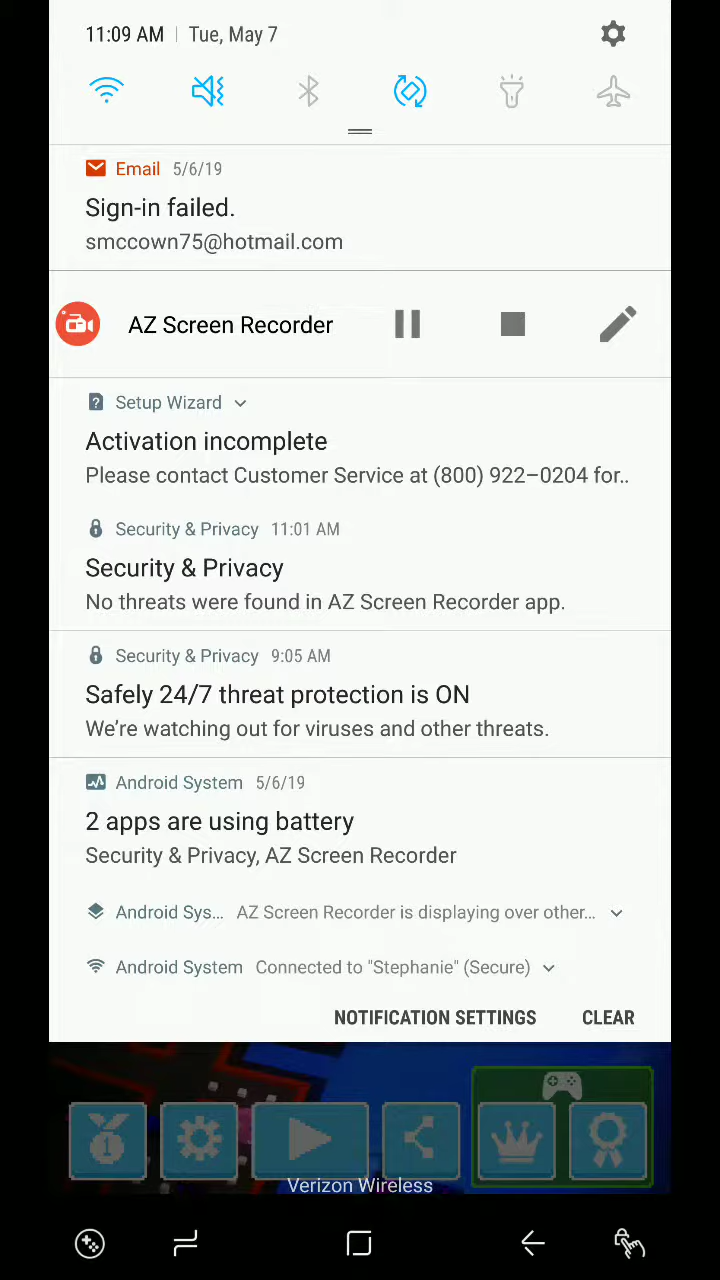 11:09 AM | Tue, May 7
Email 5/6/19
Sign-in failed.
smccown75@hotmail.com
AZ Screen Recorder
Setup Wizard
Activation incomplete
Please contact Customer Service at (800) 922–0204 for..
Security & Privacy 11:01 AM
Security & Privacy
No threats were found in AZ Screen Recorder app.
Security & Privacy 9:05 AM
Safely 24/7 threat protection is ON
We’re watching out for viruses and other threats.
Android System 5/6/19
2 apps are using battery
Security & Privacy, AZ Screen Recorder
Android Sys... AZ Screen Recorder is displaying over other...
Android System Connected to "Stephanie" (Secure)
NOTIFICATION SETTINGS CLEAR
1
Verizon Wireless